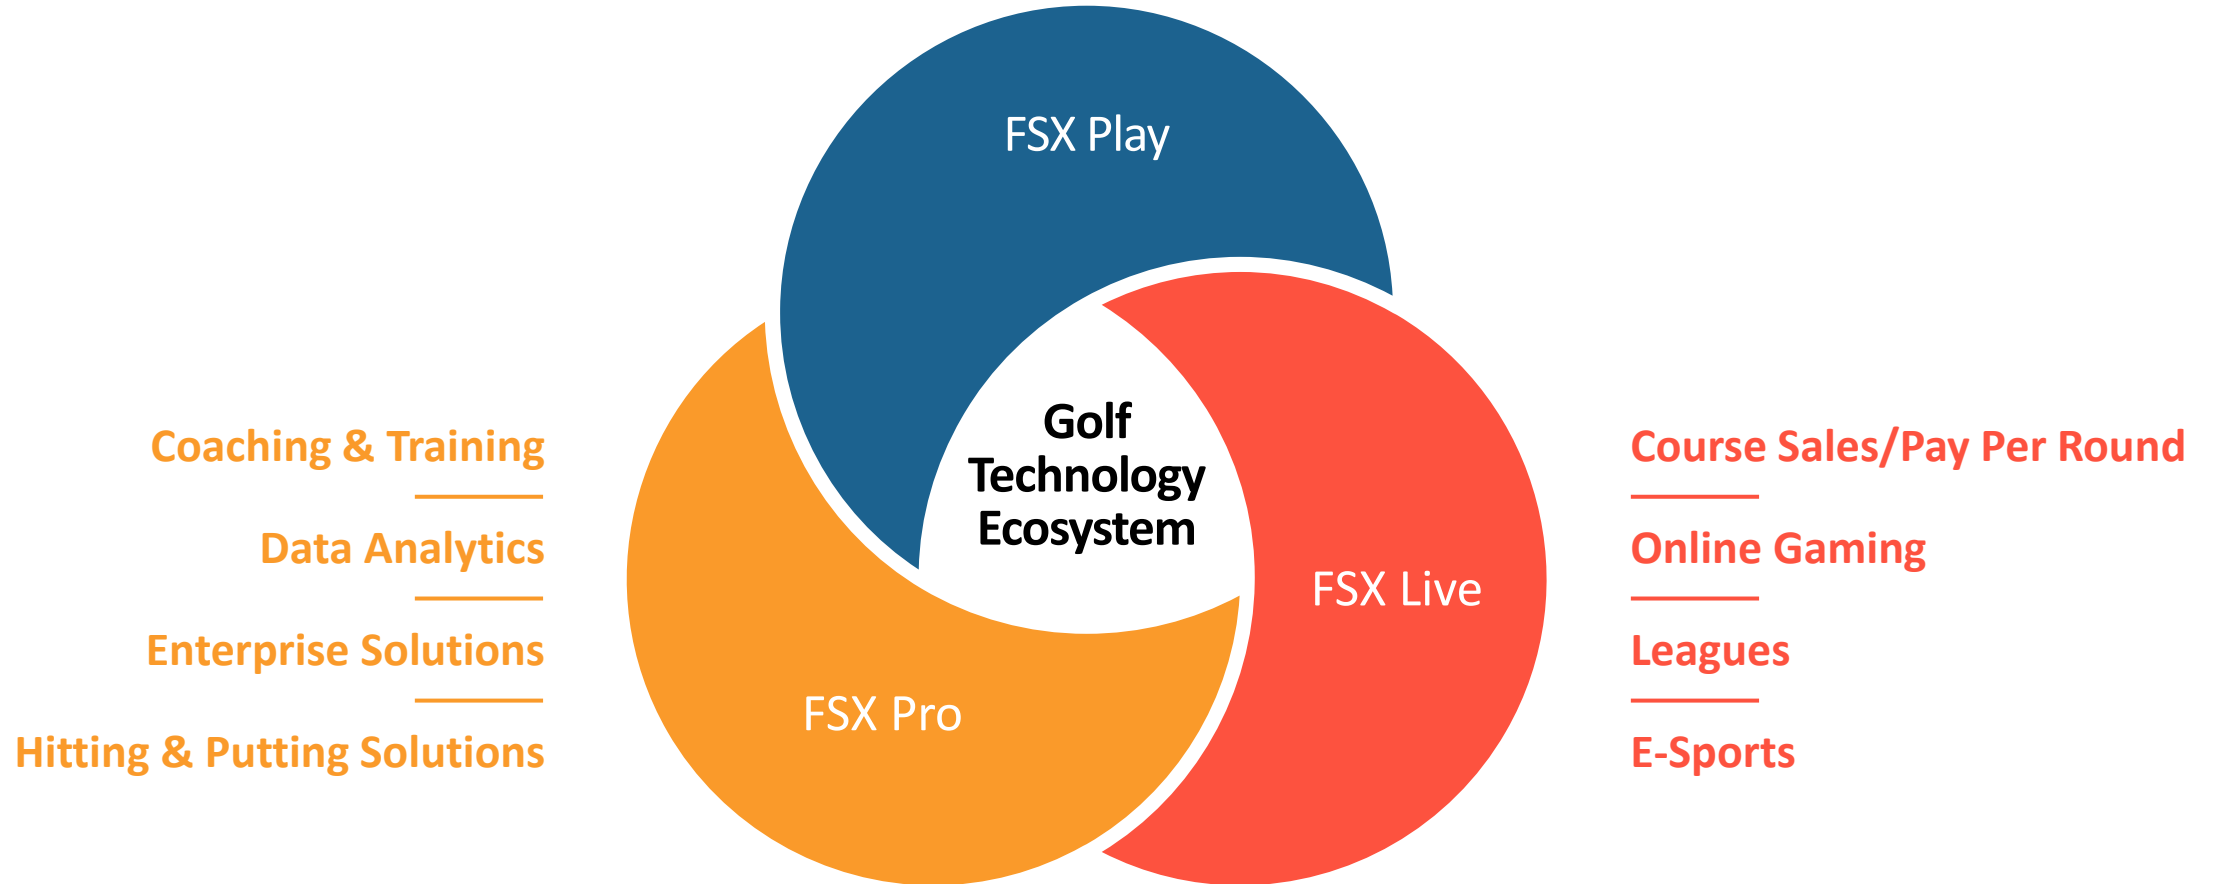 FSX Play
Golf
Technology
Ecosystem
FSX Live
FSX Pro
Coaching & Training
Data Analytics
Enterprise Solutions
Hitting & Putting Solutions
Course Sales/Pay Per Round
Online Gaming
Leagues
E-Sports